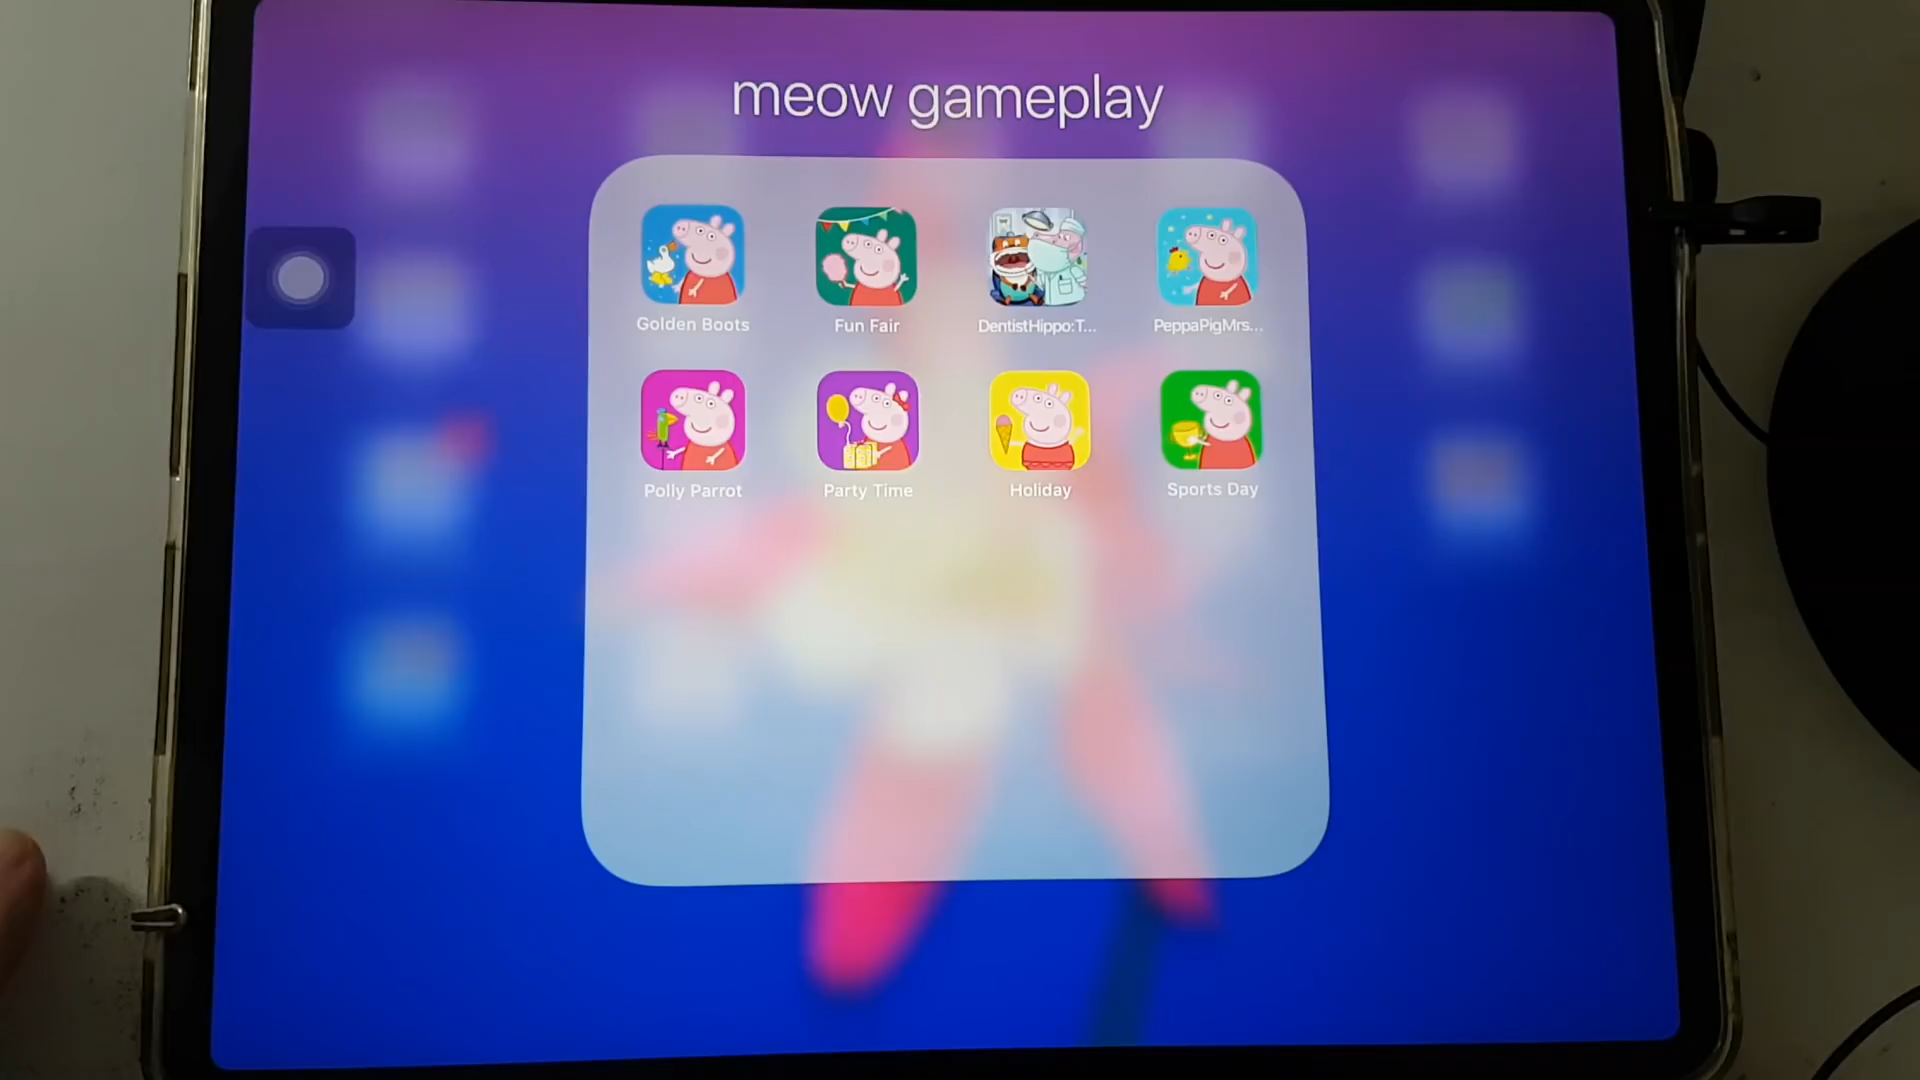 meow gameplay
Golden Boots
Fun Fair
DentistHippo:T...
PeppaPigMrs...
Polly Parrot
Party Time
Holiday
Sports Day